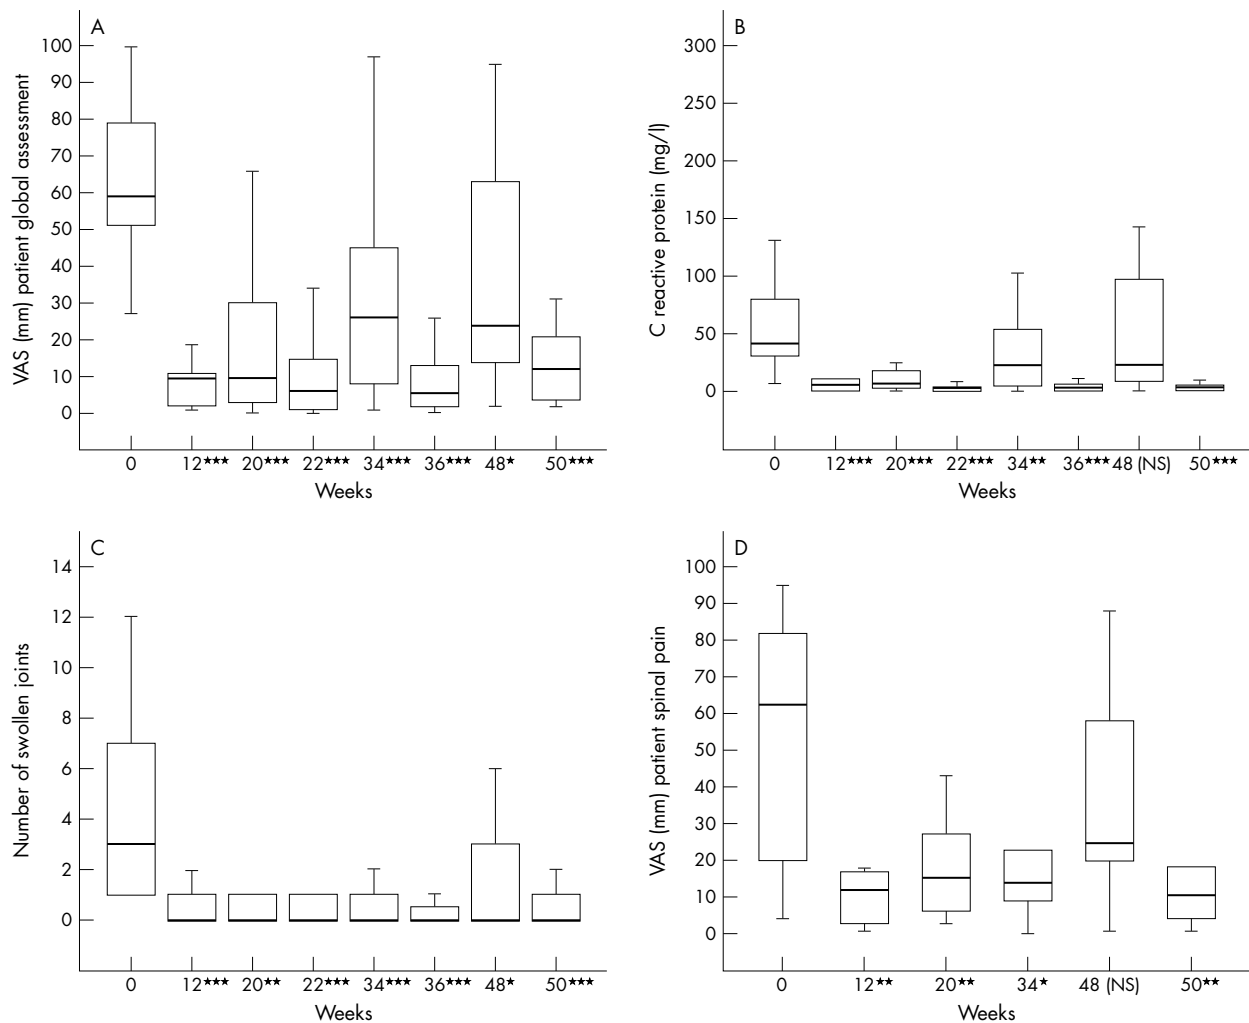 A
VAS (mm) patient global assessment
100
90
80
70
60
50
40
30
20
10
0
0 12★★★ 20★★★ 22★★★ 34★★★ 36★★★ 48★ 50★★★
Weeks
B
C reactive protein (mg/l)
300
250
200
150
100
50
0
0 12★★★ 20★★★ 22★★★ 34★★ 36★★★ 48 (NS) 50★★★
Weeks
C
Number of swollen joints
14
12
10
8
6
4
2
0
0 12★★★ 20★★ 22★★★ 34★★★ 36★★★ 48★ 50★★★
Weeks
D
VAS (mm) patient spinal pain
100
90
80
70
60
50
40
30
20
10
0
0 12★★ 20★★ 34★ 48 (NS) 50★★
Weeks